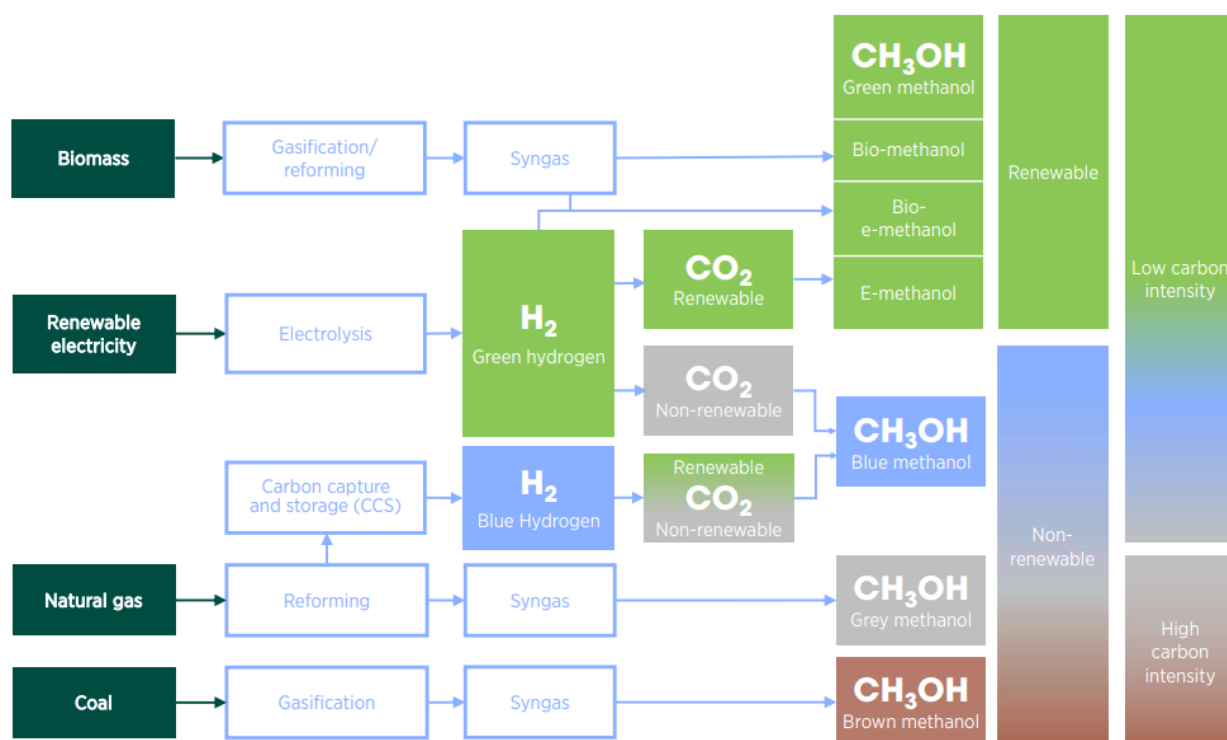 CH₃OH
Green methanol
Biomass
Gasification/
reforming
Syngas
Bio-methanol
Renewable
Bio-
e-methanol
Low carbon
intensity
Renewable
electricity
Electrolysis
H₂
Green hydrogen
CO₂
Renewable
E-methanol
CO₂
Non-renewable
CH₃OH
Blue methanol
Carbon capture
and storage (CCS)
H₂
Blue Hydrogen
Renewable
CO₂
Non-renewable
Non-
renewable
Natural gas
Reforming
Syngas
CH₃OH
Grey methanol
High
carbon
intensity
Coal
Gasification
Syngas
CH₃OH
Brown methanol